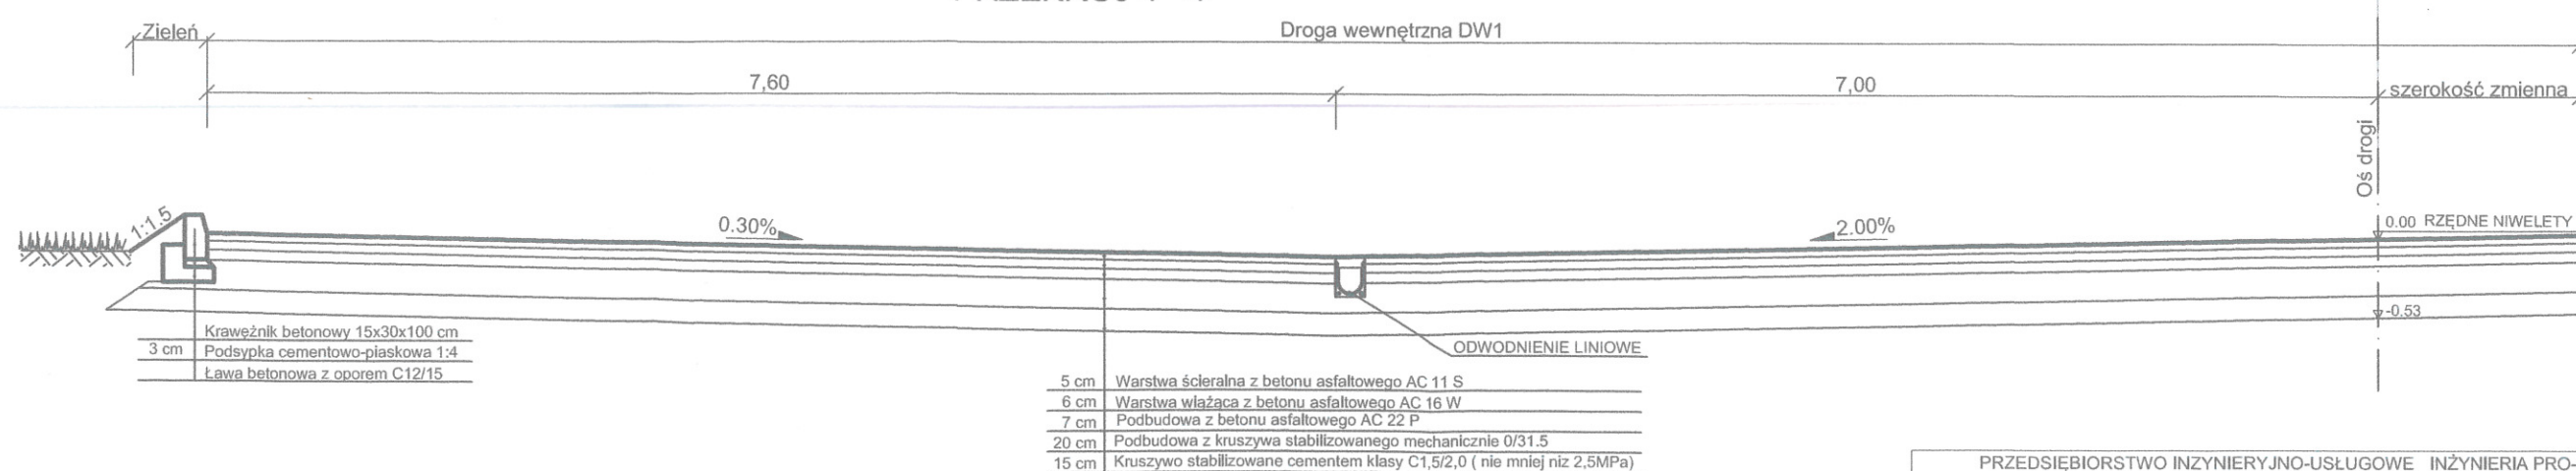 Zieleń
Droga wewnętrzna DW1
7,60
7,00
szerokość zmienna
Oś drogi
1:1.5
0.30%
2.00%
0.00 RZĘDNE NIWELETY
-0.53
Krawężnik betonowy 15x30x100 cm
3 cm Podsypka cementowo-piaskowa 1:4
Ława betonowa z oporem C12/15
ODWODNIENIE LINIOWE
5 cm Warstwa ścieralna z betonu asfaltowego AC 11 S
6 cm Warstwa wiążąca z betonu asfaltowego AC 16 W
7 cm Podbudowa z betonu asfaltowego AC 22 P
20 cm Podbudowa z kruszywa stabilizowanego mechanicznie 0/31.5
15 cm Kruszywo stabilizowane cementem klasy C1,5/2,0 ( nie mniej niz 2,5MPa)
PRZEDSIĘBIORSTWO INZYNIERYJNO-USŁUGOWE INŻYNIERIA PRO-